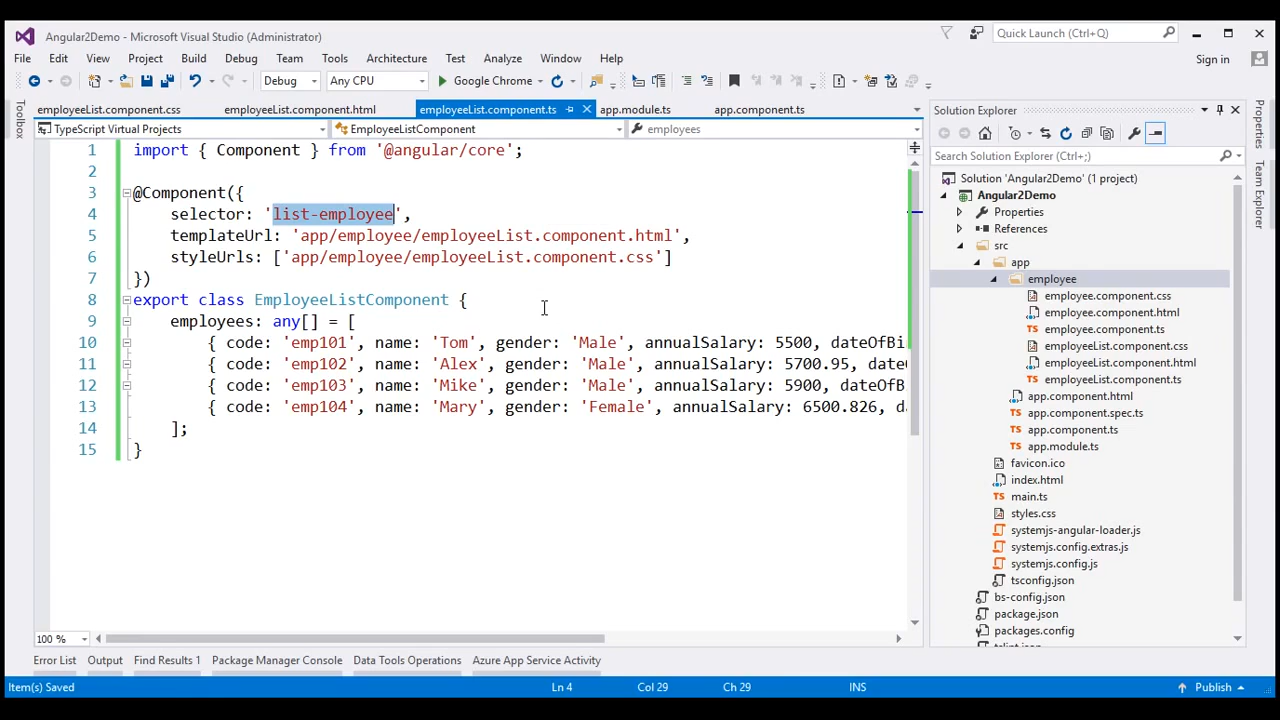 Angular2Demo - Microsoft Visual Studio (Administrator)
Quick Launch (Ctrl+Q)
File Edit View Project Build Debug Team Tools Architecture Test Analyze Window Help
Sign in
Debug Any CPU Google Chrome
employeeList.component.css employeeList.component.html employeeList.component.ts app.module.ts app.component.ts
TypeScript Virtual Projects EmployeeListComponent employees
Toolbox
1 import { Component } from '@angular/core';
2
3 @Component({
4 selector: 'list-employee',
5 templateUrl: 'app/employee/employeeList.component.html',
6 styleUrls: ['app/employee/employeeList.component.css']
7 })
8 export class EmployeeListComponent {
9 employees: any[] = [
10 { code: 'emp101', name: 'Tom', gender: 'Male', annualSalary: 5500, dateOfBi
11 { code: 'emp102', name: 'Alex', gender: 'Male', annualSalary: 5700.95, date
12 { code: 'emp103', name: 'Mike', gender: 'Male', annualSalary: 5900, dateOfB
13 { code: 'emp104', name: 'Mary', gender: 'Female', annualSalary: 6500.826, da
14 ];
15 }
100 %
Solution Explorer
Search Solution Explorer (Ctrl+;)
Solution 'Angular2Demo' (1 project)
Angular2Demo
Properties
References
src
app
employee
employee.component.css
employee.component.html
employee.component.ts
employeeList.component.css
employeeList.component.html
employeeList.component.ts
app.component.html
app.component.spec.ts
app.component.ts
app.module.ts
favicon.ico
index.html
main.ts
styles.css
systemjs-angular-loader.js
systemjs.config.extras.js
systemjs.config.js
tsconfig.json
bs-config.json
package.json
packages.config
Properties
Team Explorer
Error List Output Find Results 1 Package Manager Console Data Tools Operations Azure App Service Activity
Item(s) Saved Ln 4 Col 29 Ch 29 INS Publish